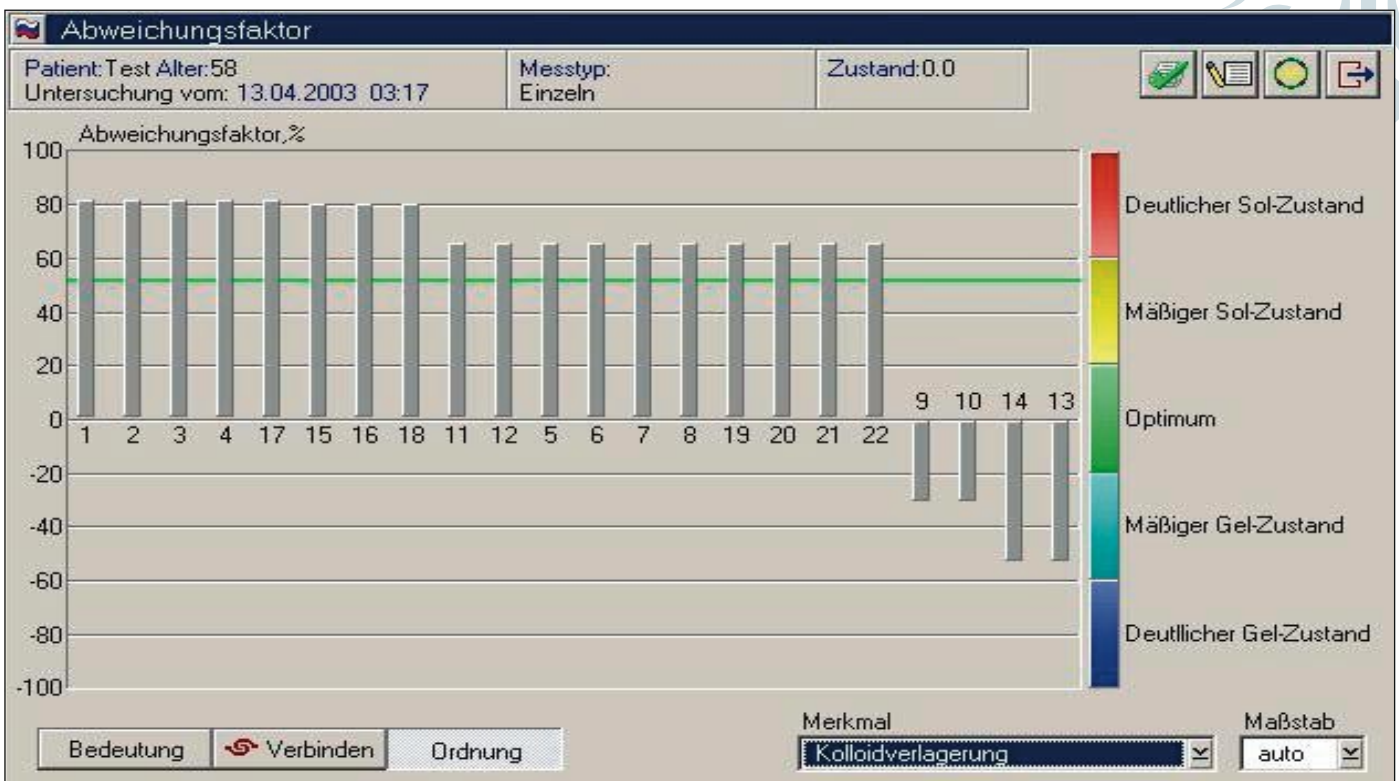 Abweichungsfaktor
Patient:Test Alter:58
Untersuchung vom: 13.04.2003 03:17
Messtyp:
Einzeln
Zustand:0.0
Abweichungsfaktor,%
100
80
60
40
20
0
-20
-40
-60
-80
-100
1 2 3 4 17 15 16 18 11 12 5 6 7 8 19 20 21 22
9 10 14 13
Deutlicher Sol-Zustand
Mäßiger Sol-Zustand
Optimum
Mäßiger Gel-Zustand
Deutllicher Gel-Zustand
Bedeutung
Verbinden
Ordnung
Merkmal
Kolloidverlagerung
Maßstab
auto